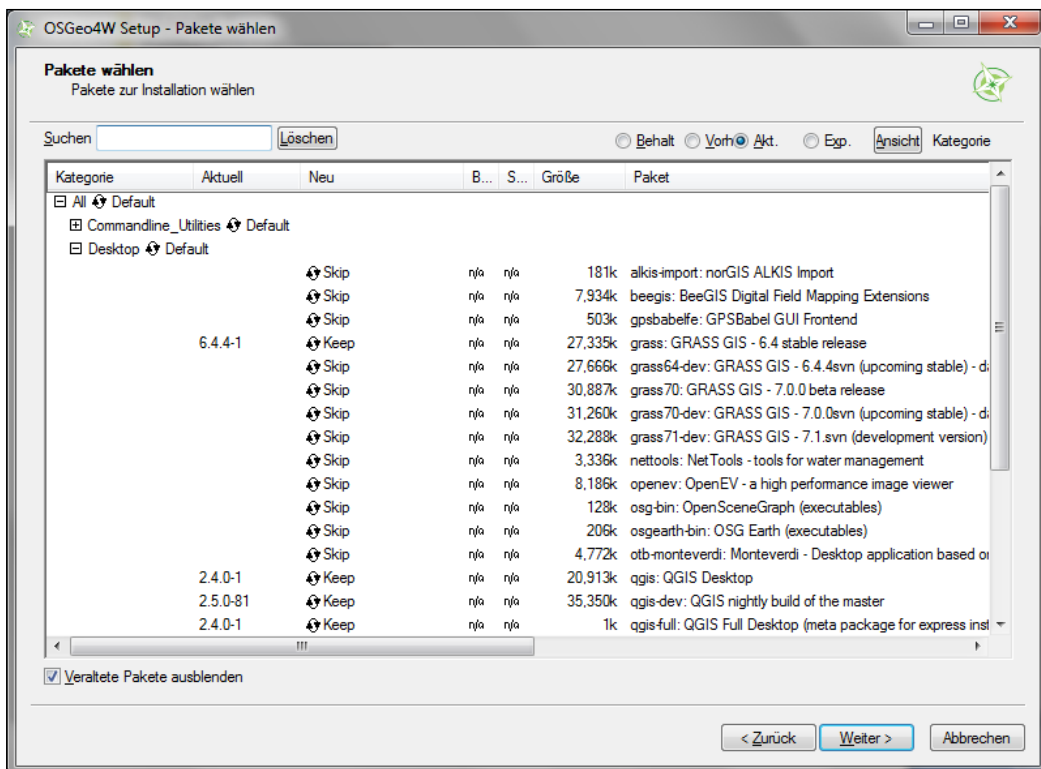 OSGeo4W Setup - Pakete wählen
Pakete wählen
Pakete zur Installation wählen
Suchen Löschen Behalt Vorh Akt. Exp. Ansicht Kategorie
Kategorie Aktuell Neu B... S... Größe Paket
All Default
Commandline_Utilities Default
Desktop Default
Skip n/a n/a 181k alkis-import: norGIS ALKIS Import
Skip n/a n/a 7,934k beegis: BeeGIS Digital Field Mapping Extensions
Skip n/a n/a 503k gpsbabelfe: GPSBabel GUI Frontend
6.4.4-1 Keep n/a n/a 27,335k grass: GRASS GIS - 6.4 stable release
Skip n/a n/a 27,666k grass64-dev: GRASS GIS - 6.4.4svn (upcoming stable) - da
Skip n/a n/a 30,887k grass70: GRASS GIS - 7.0.0 beta release
Skip n/a n/a 31,260k grass70-dev: GRASS GIS - 7.0.0svn (upcoming stable) - da
Skip n/a n/a 32,288k grass71-dev: GRASS GIS - 7.1.svn (development version)
Skip n/a n/a 3,336k nettools: NetTools - tools for water management
Skip n/a n/a 8,186k openev: OpenEV - a high performance image viewer
Skip n/a n/a 128k osg-bin: OpenSceneGraph (executables)
Skip n/a n/a 206k osgearth-bin: OSG Earth (executables)
Skip n/a n/a 4,772k otb-monteverdi: Monteverdi - Desktop application based on
2.4.0-1 Keep n/a n/a 20,913k qgis: QGIS Desktop
2.5.0-81 Keep n/a n/a 35,350k qgis-dev: QGIS nightly build of the master
2.4.0-1 Keep n/a n/a 1k qgis-full: QGIS Full Desktop (meta package for express inst
Veraltete Pakete ausblenden
< Zurück Weiter > Abbrechen